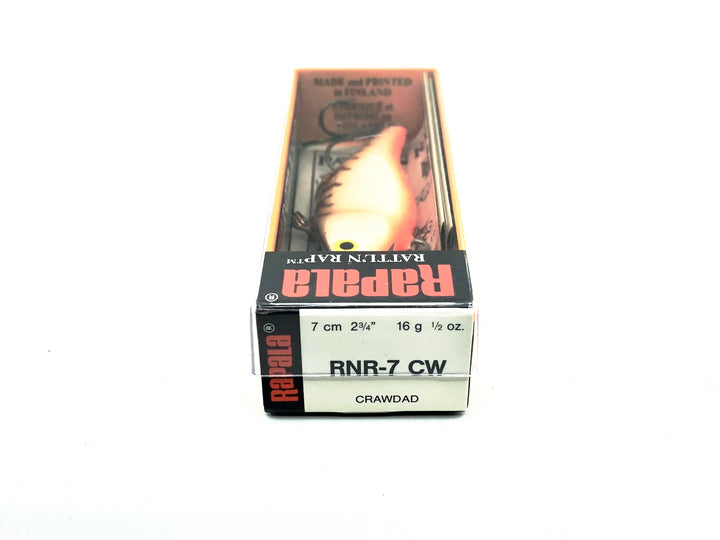 MADE and PRINTED
in FINLAND
RATTL'N RAP™
RAPALA ®
RAPALA ®
7 cm 2¾" 16 g ½ oz.
RNR-7 CW
CRAWDAD